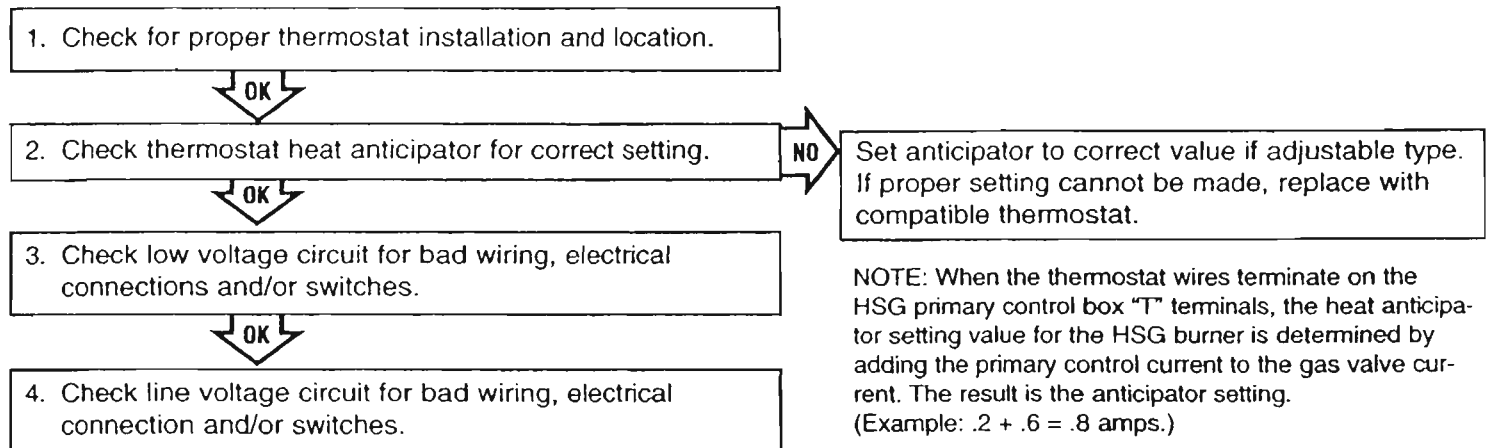 1. Check for proper thermostat installation and location.
OK
2. Check thermostat heat anticipator for correct setting.
NO
Set anticipator to correct value if adjustable type.
If proper setting cannot be made, replace with
compatible thermostat.
OK
3. Check low voltage circuit for bad wiring, electrical
connections and/or switches.
OK
4. Check line voltage circuit for bad wiring, electrical
connection and/or switches.
NOTE: When the thermostat wires terminate on the
HSG primary control box "T" terminals, the heat anticipa-
tor setting value for the HSG burner is determined by
adding the primary control current to the gas valve cur-
rent. The result is the anticipator setting.
(Example: .2 + .6 = .8 amps.)